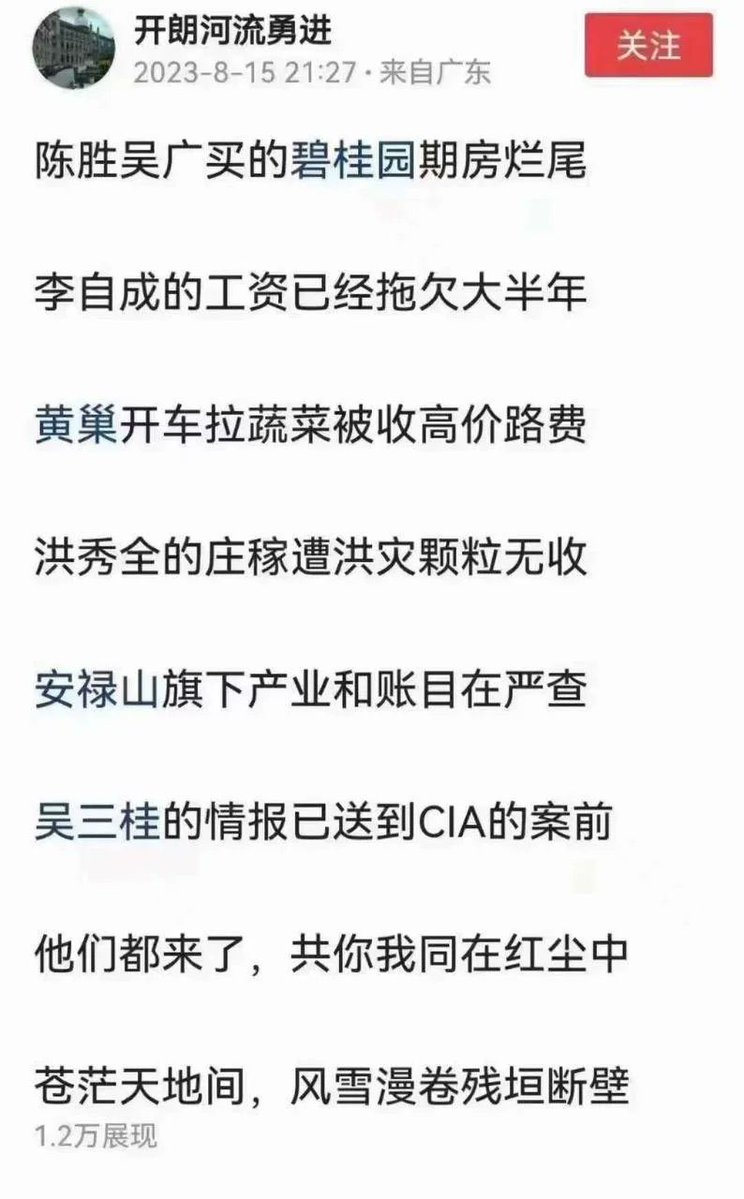 开朗河流勇进
2023-8-15 21:27·来自广东
关注
陈胜吴广买的碧桂园期房烂尾
李自成的工资已经拖欠大半年
黄巢开车拉蔬菜被收高价路费
洪秀全的庄稼遭洪灾颗粒无收
安禄山旗下产业和账目在严查
吴三桂的情报已送到CIA的案前
他们都来了，共你我同在红尘中
苍茫天地间，风雪漫卷残垣断壁
1.2万展现